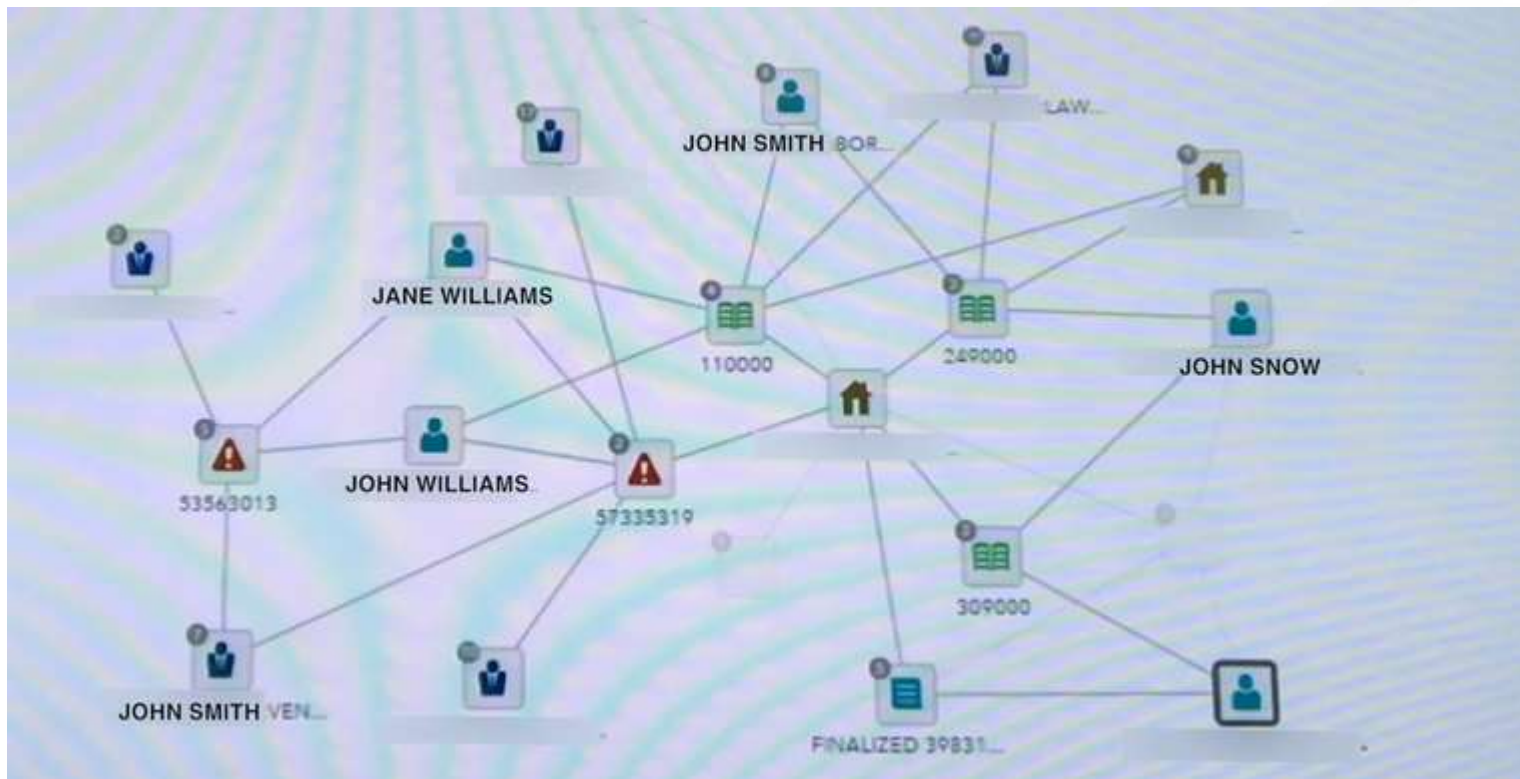 JOHN SMITH BOR...
LAW...
JANE WILLIAMS
110000
249000
JOHN SNOW
JOHN WILLIAMS..
53563013
57335319
309000
JOHN SMITH VEN...
FINALIZED 39831...